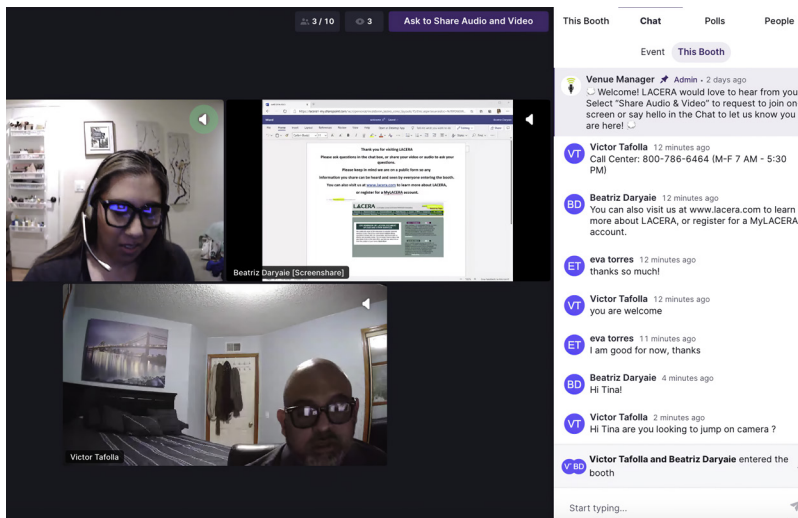 3 / 10
3
Ask to Share Audio and Video
This Booth
Chat
Polls
People
Event
This Booth
Venue Manager
Admin • 2 days ago
Welcome! LACERA would love to hear from you
Select "Share Audio & Video" to request to join on
screen or say hello in the Chat to let us know you
are here!
VT
Victor Tafolla 12 minutes ago
Call Center: 800-786-6464 (M-F 7 AM - 5:30
PM)
BD
Beatriz Daryaie 12 minutes ago
You can also visit us at www.lacera.com to learn
more about LACERA, or register for a MyLACERA
account.
ET
eva torres 12 minutes ago
thanks so much!
VT
Victor Tafolla 12 minutes ago
you are welcome
ET
eva torres 11 minutes ago
I am good for now, thanks
BD
Beatriz Daryaie 4 minutes ago
Hi Tina!
VT
Victor Tafolla 2 minutes ago
Hi Tina are you looking to jump on camera ?
BD
Victor Tafolla and Beatriz Daryaie entered the
booth
Start typing...
Thank you for visiting LACERA
Please ask questions in the chat box, or share your video or audio to ask your
questions.
Please keep in mind we are on a public form so any
information you share can be heard and seen by everyone entering the booth.
You can also visit us at www.lacera.com to learn more about LACERA,
or register for a MyLACERA account.
LACERA
Beatriz Daryaie [Screenshare]
Victor Tafolla